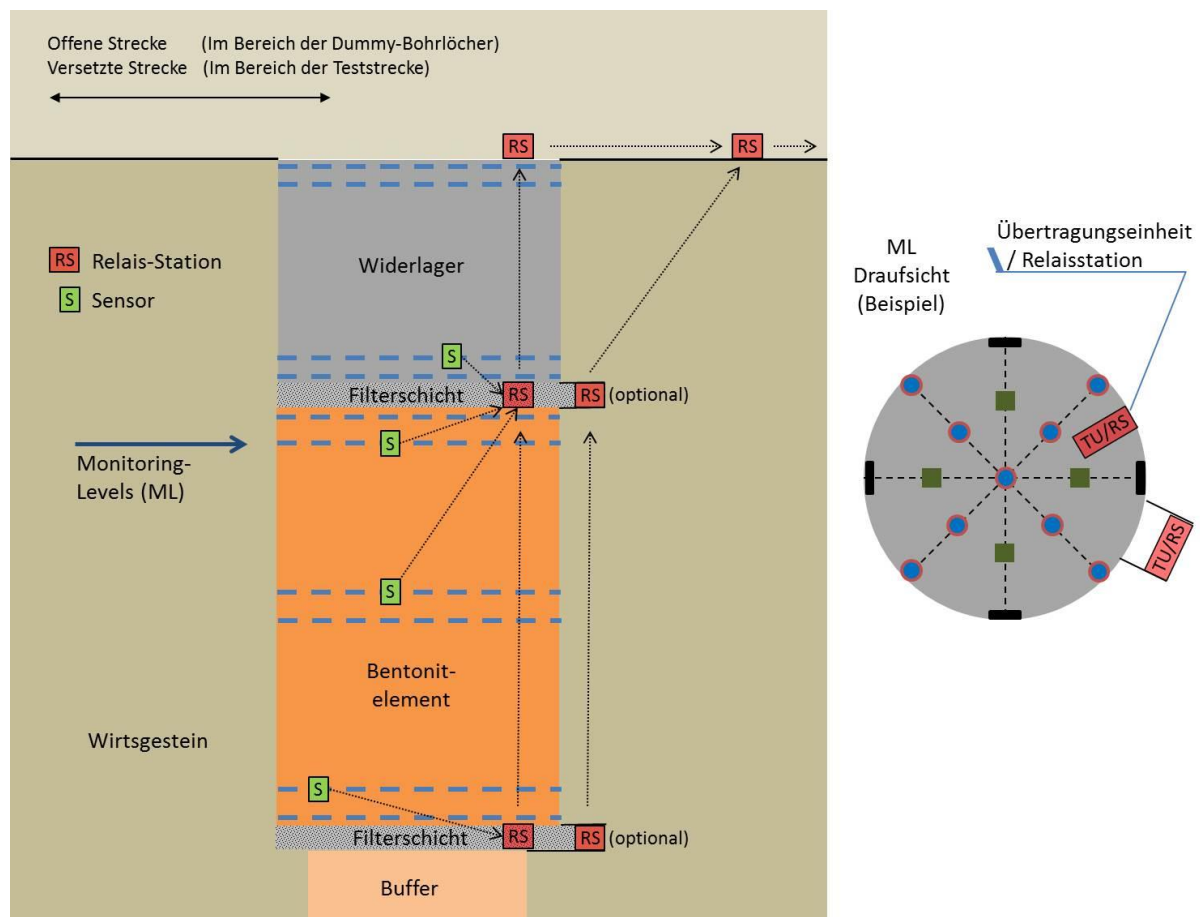 Offene Strecke (Im Bereich der Dummy-Bohrlöcher)
Versetzte Strecke (Im Bereich der Teststrecke)
RS
RS
RS Relais-Station
S Sensor
Widerlager
S
Filterschicht
RS
RS (optional)
S
Monitoring-
Levels (ML)
S
Bentonit-
element
Wirtsgestein
S
Filterschicht
RS
RS (optional)
Buffer
ML
Draufsicht
(Beispiel)
Übertragungseinheit
/ Relaisstation
TU/RS
TU/RS